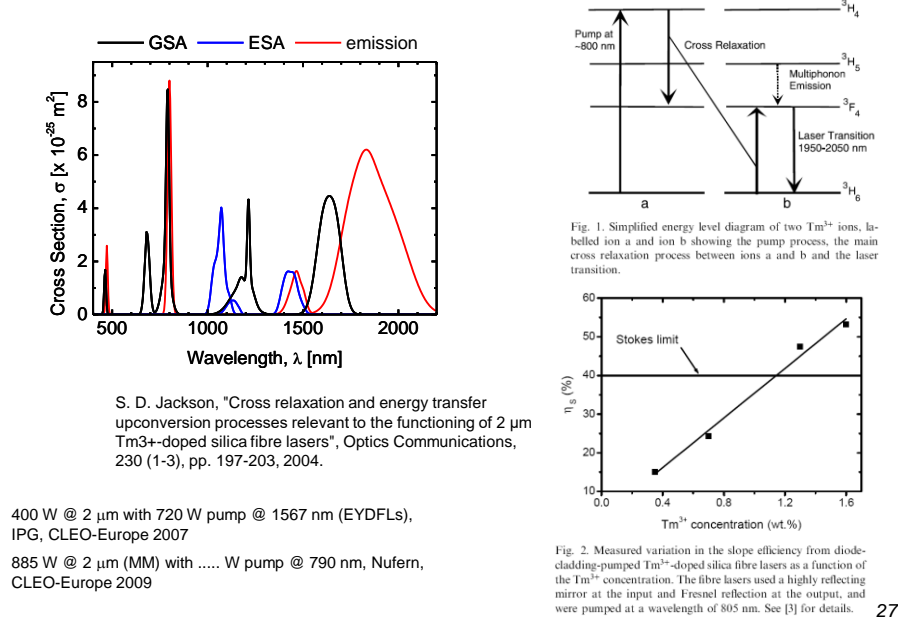 GSA ESA emission
Cross Section, σ [x 10⁻²⁵ m²]
8
6
4
2
0
500 1000 1500 2000
Wavelength, λ [nm]
S. D. Jackson, "Cross relaxation and energy transfer
upconversion processes relevant to the functioning of 2 μm
Tm3+-doped silica fibre lasers", Optics Communications,
230 (1-3), pp. 197-203, 2004.
400 W @ 2 μm with 720 W pump @ 1567 nm (EYDFLs),
IPG, CLEO-Europe 2007
885 W @ 2 μm (MM) with ..... W pump @ 790 nm, Nufern,
CLEO-Europe 2009
³H₄
Pump at
~800 nm
Cross Relaxation
³H₅
Multiphonon
Emission
³F₄
Laser Transition
1950-2050 nm
³H₆
a b
Fig. 1. Simplified energy level diagram of two Tm³⁺ ions, la-
belled ion a and ion b showing the pump process, the main
cross relaxation process between ions a and b and the laser
transition.
60
50
40
30
20
10
η_S (%)
Stokes limit
0.0 0.4 0.8 1.2 1.6
Tm³⁺ concentration (wt.%)
Fig. 2. Measured variation in the slope efficiency from diode-
cladding-pumped Tm³⁺-doped silica fibre lasers as a function of
the Tm³⁺ concentration. The fibre lasers used a highly reflecting
mirror at the input and Fresnel reflection at the output, and
were pumped at a wavelength of 805 nm. See [3] for details.
27